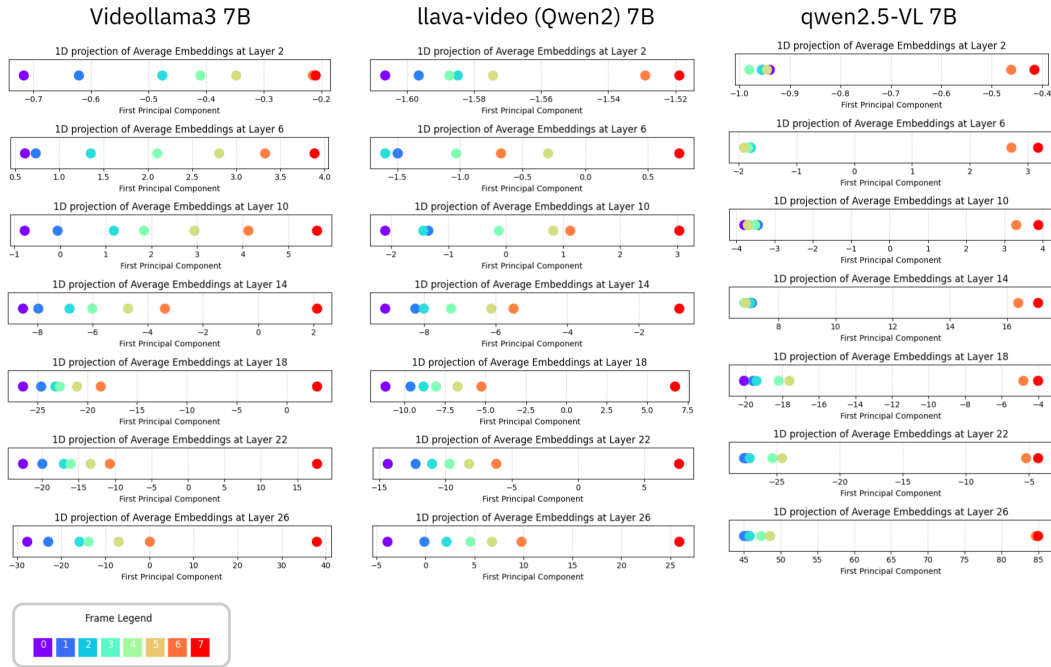 Videollama3 7B
1D projection of Average Embeddings at Layer 2
−0.7 −0.6 −0.5 −0.4 −0.3 −0.2
First Principal Component
1D projection of Average Embeddings at Layer 6
0.5 1.0 1.5 2.0 2.5 3.0 3.5 4.0
First Principal Component
1D projection of Average Embeddings at Layer 10
−1 0 1 2 3 4 5
First Principal Component
1D projection of Average Embeddings at Layer 14
−8 −6 −4 −2 0 2
First Principal Component
1D projection of Average Embeddings at Layer 18
−25 −20 −15 −10 −5 0
First Principal Component
1D projection of Average Embeddings at Layer 22
−20 −15 −10 −5 0 5 10 15
First Principal Component
1D projection of Average Embeddings at Layer 26
−30 −20 −10 0 10 20 30 40
First Principal Component
llava-video (Qwen2) 7B
1D projection of Average Embeddings at Layer 2
−1.60 −1.58 −1.56 −1.54 −1.52
First Principal Component
1D projection of Average Embeddings at Layer 6
−1.5 −1.0 −0.5 0.0 0.5
First Principal Component
1D projection of Average Embeddings at Layer 10
−2 −1 0 1 2 3
First Principal Component
1D projection of Average Embeddings at Layer 14
−8 −6 −4 −2
First Principal Component
1D projection of Average Embeddings at Layer 18
−10.0 −7.5 −5.0 −2.5 0.0 2.5 5.0 7.5
First Principal Component
1D projection of Average Embeddings at Layer 22
−15 −10 −5 0 5
First Principal Component
1D projection of Average Embeddings at Layer 26
−5 0 5 10 15 20 25
First Principal Component
qwen2.5-VL 7B
1D projection of Average Embeddings at Layer 2
−1.0 −0.9 −0.8 −0.7 −0.6 −0.5 −0.4
First Principal Component
1D projection of Average Embeddings at Layer 6
−2 −1 0 1 2 3
First Principal Component
1D projection of Average Embeddings at Layer 10
−4 −3 −2 −1 0 1 2 3 4
First Principal Component
1D projection of Average Embeddings at Layer 14
8 10 12 14 16
First Principal Component
1D projection of Average Embeddings at Layer 18
−20 −18 −16 −14 −12 −10 −8 −6 −4
First Principal Component
1D projection of Average Embeddings at Layer 22
−25 −20 −15 −10 −5
First Principal Component
1D projection of Average Embeddings at Layer 26
45 50 55 60 65 70 75 80 85
First Principal Component
Frame Legend
0 1 2 3 4 5 6 7